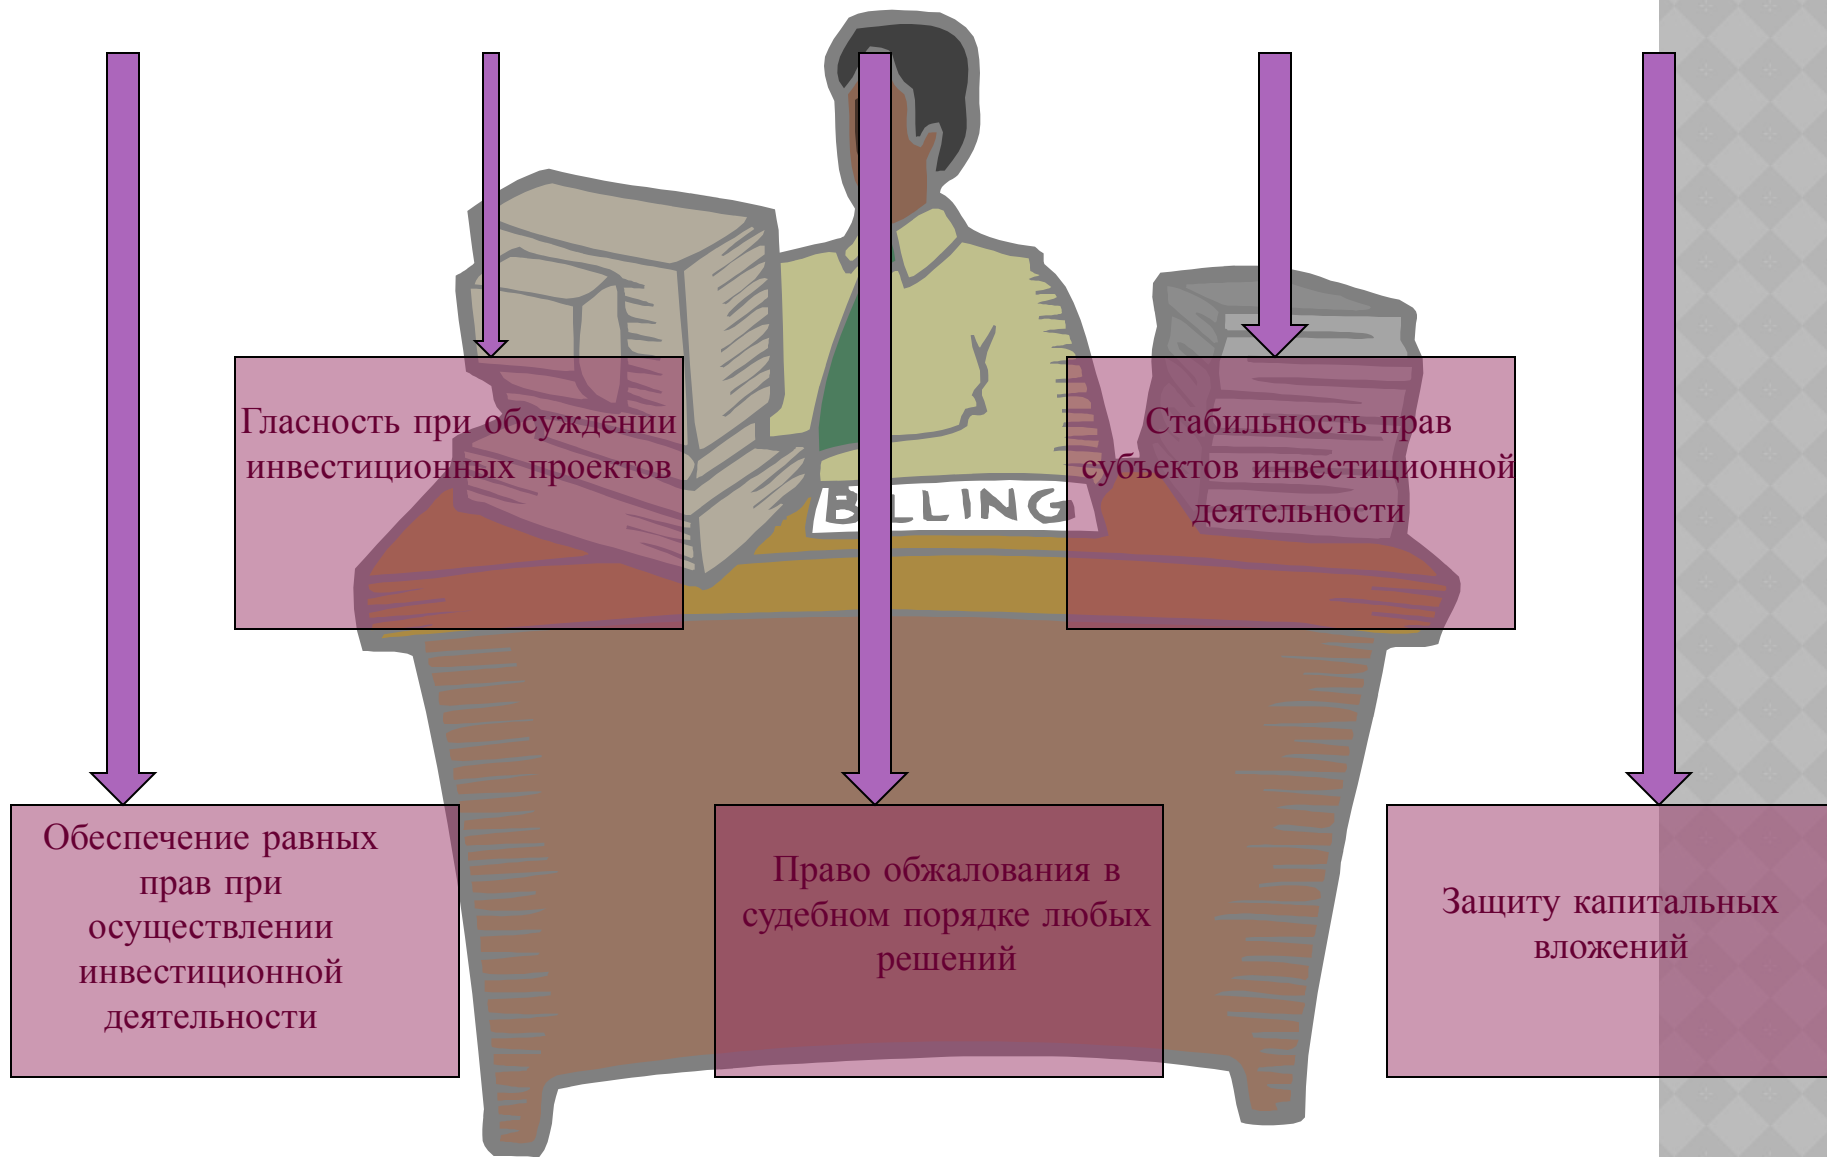 Гласность при обсуждении
инвестиционных проектов
Стабильность прав
субъектов инвестиционной
деятельности
BILLING
Обеспечение равных
прав при
осуществлении
инвестиционной
деятельности
Право обжалования в
судебном порядке любых
решений
Защиту капитальных
вложений